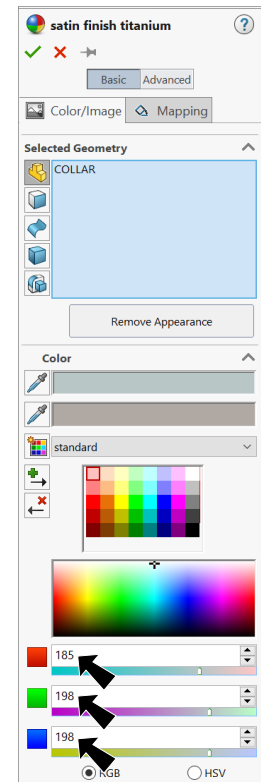 satin finish titanium
?
Basic Advanced
Color/Image Mapping
Selected Geometry
COLLAR
Remove Appearance
Color
standard
185
198
198
RGB HSV